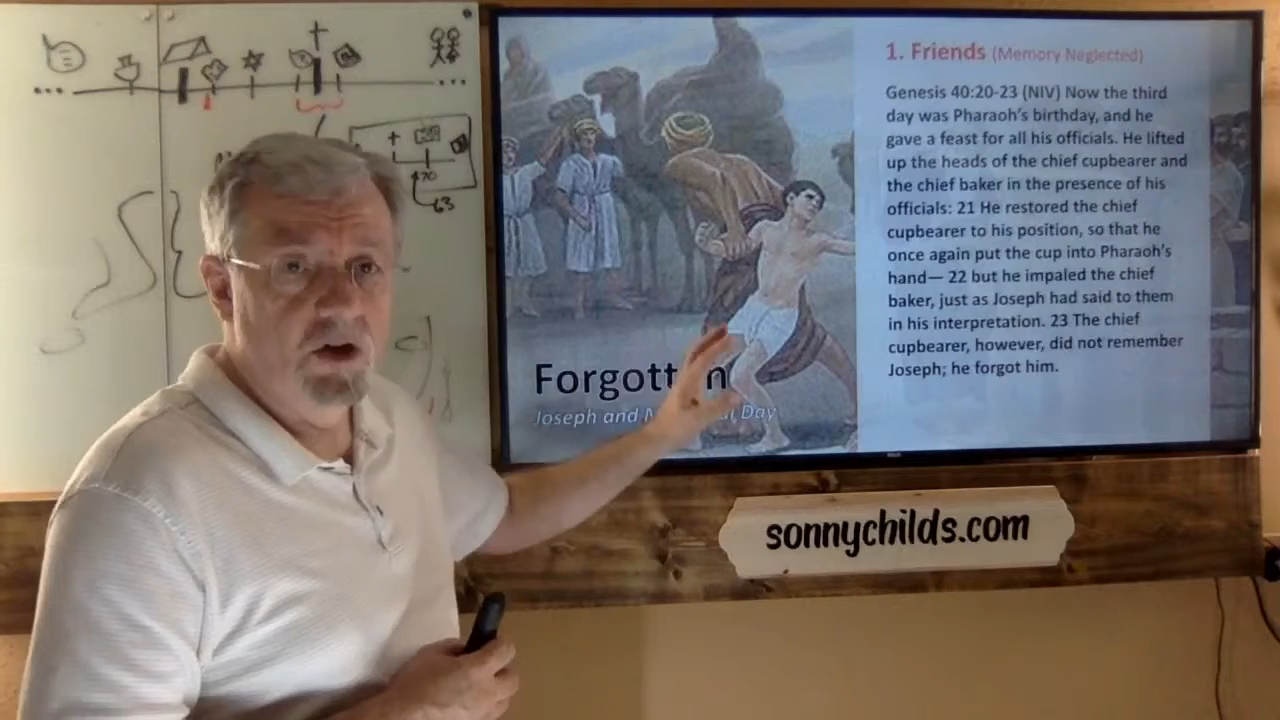 1. Friends (Memory Neglected)
Genesis 40:20-23 (NIV) Now the third
day was Pharaoh's birthday, and he
gave a feast for all his officials. He lifted
up the heads of the chief cupbearer and
the chief baker in the presence of his
officials: 21 He restored the chief
cupbearer to his position, so that he
once again put the cup into Pharaoh's
hand— 22 but he impaled the chief
baker, just as Joseph had said to them
in his interpretation. 23 The chief
cupbearer, however, did not remember
Joseph; he forgot him.
Forgott n
Joseph and M Day
sonnychilds.com
70
63